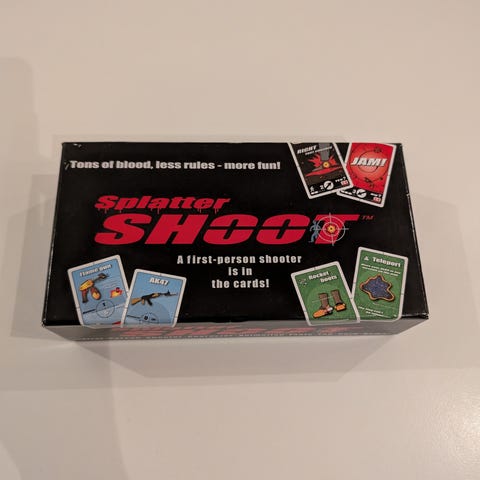 Tons of blood, less rules - more fun!
RIGHT
JAM!
Splatter
SHOOT™
A first-person shooter
is in
the cards!
Flame gun
AK47
Rocket
Boots
Teleport